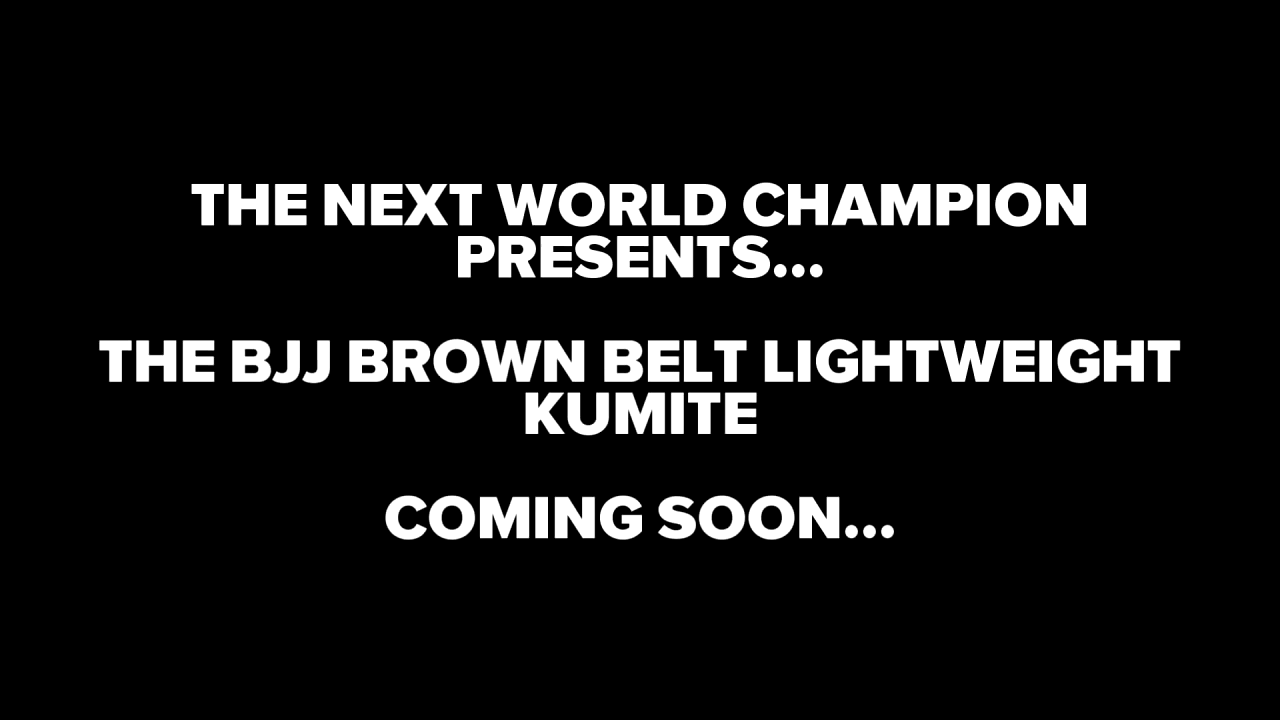 THE NEXT WORLD CHAMPION
PRESENTS...
THE BJJ BROWN BELT LIGHTWEIGHT
KUMITE
COMING SOON...